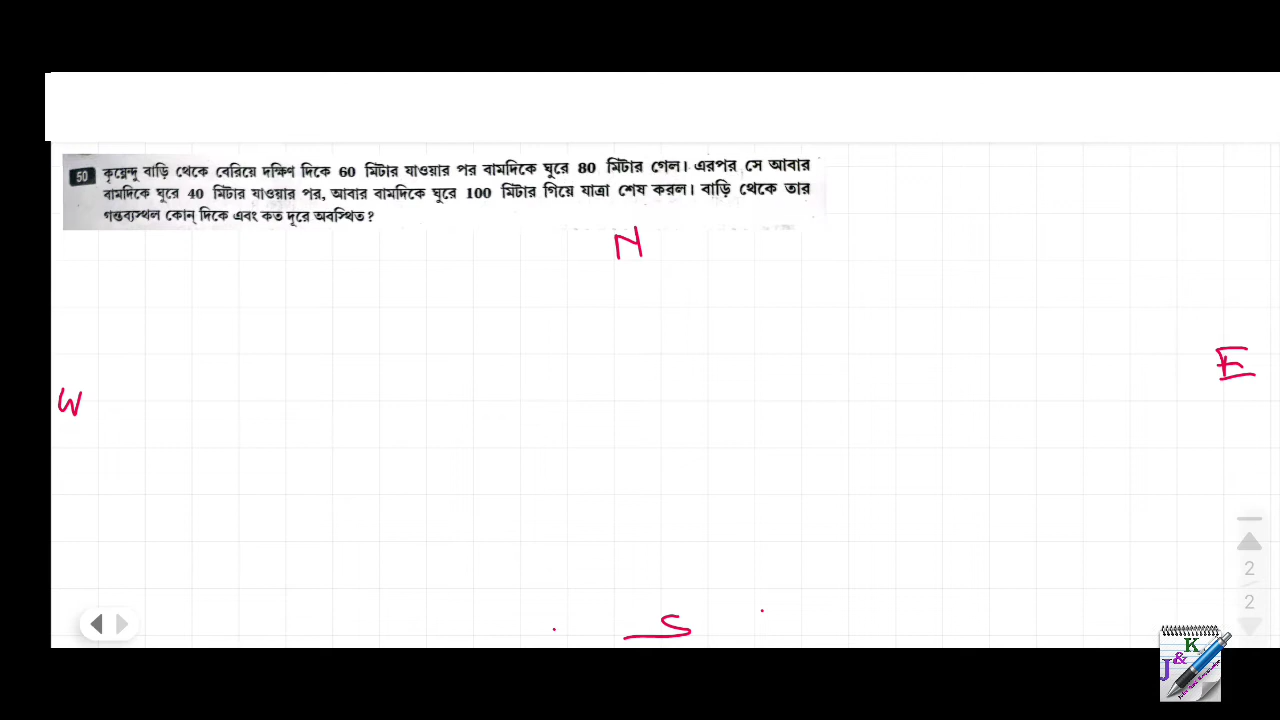 50 কৃষ্ণেন্দু বাড়ি থেকে বেরিয়ে দক্ষিণ দিকে 60 মিটার যাওয়ার পর বামদিকে ঘুরে 80 মিটার গেল। এরপর সে আবার
বামদিকে ঘুরে 40 মিটার যাওয়ার পর, আবার বামদিকে ঘুরে 100 মিটার গিয়ে যাত্রা শেষ করল। বাড়ি থেকে তার
গন্তব্যস্থল কোন্ দিকে এবং কত দূরে অবস্থিত?
N
E
W
S
2
2
J & K